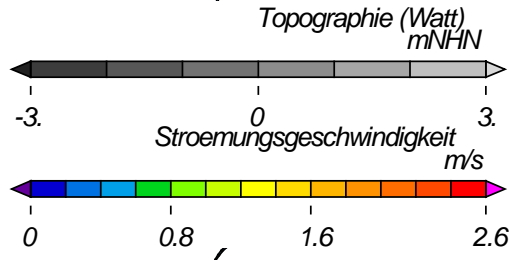 Topographie (Watt)
mNHN
-3. 0 3.
Stroemungsgeschwindigkeit
m/s
0 0.8 1.6 2.6